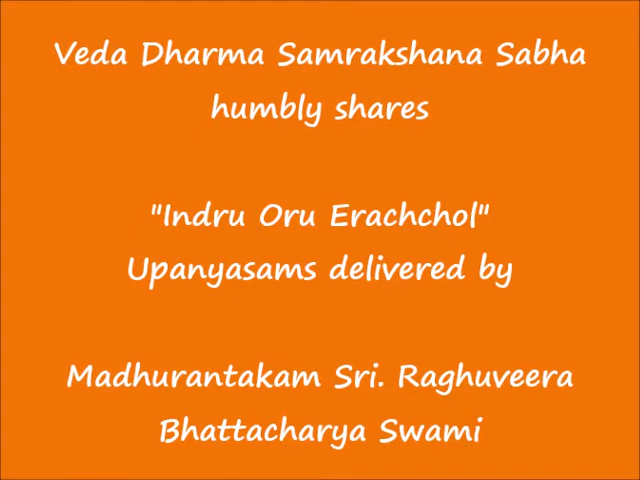 Veda Dharma Samrakshana Sabha
humbly shares
"Indru Oru Erachchol"
Upanyasams delivered by
Madhurantakam Sri. Raghuveera
Bhattacharya Swami